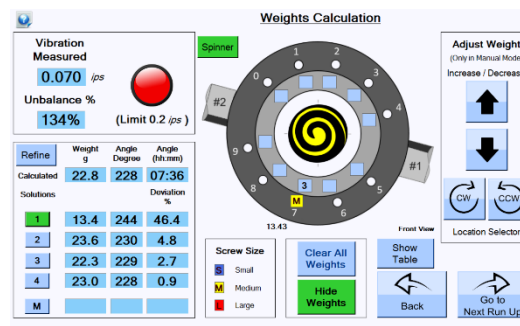 Weights Calculation
Vibration
Measured
0.070 ips
Unbalance %
134%
(Limit 0.2 ips )
Spinner
0
1
2
3
4
5
6
7
8
9
#2
#1
3
M
13.43
Front View
Adjust Weight
(Only in Manual Mode
Increase / Decrease
CW
CCW
Location Selector
Refine
Weight
g
Angle
Degree
Angle
(hh:mm)
Calculated
22.8
228
07:36
Solutions
Deviation
%
1
13.4
244
46.4
2
23.6
230
4.8
3
22.3
229
2.7
4
23.0
228
0.9
M
Screw Size
S Small
M Medium
L Large
Clear All
Weights
Hide
Weights
Show
Table
Back
Go to
Next Run Up